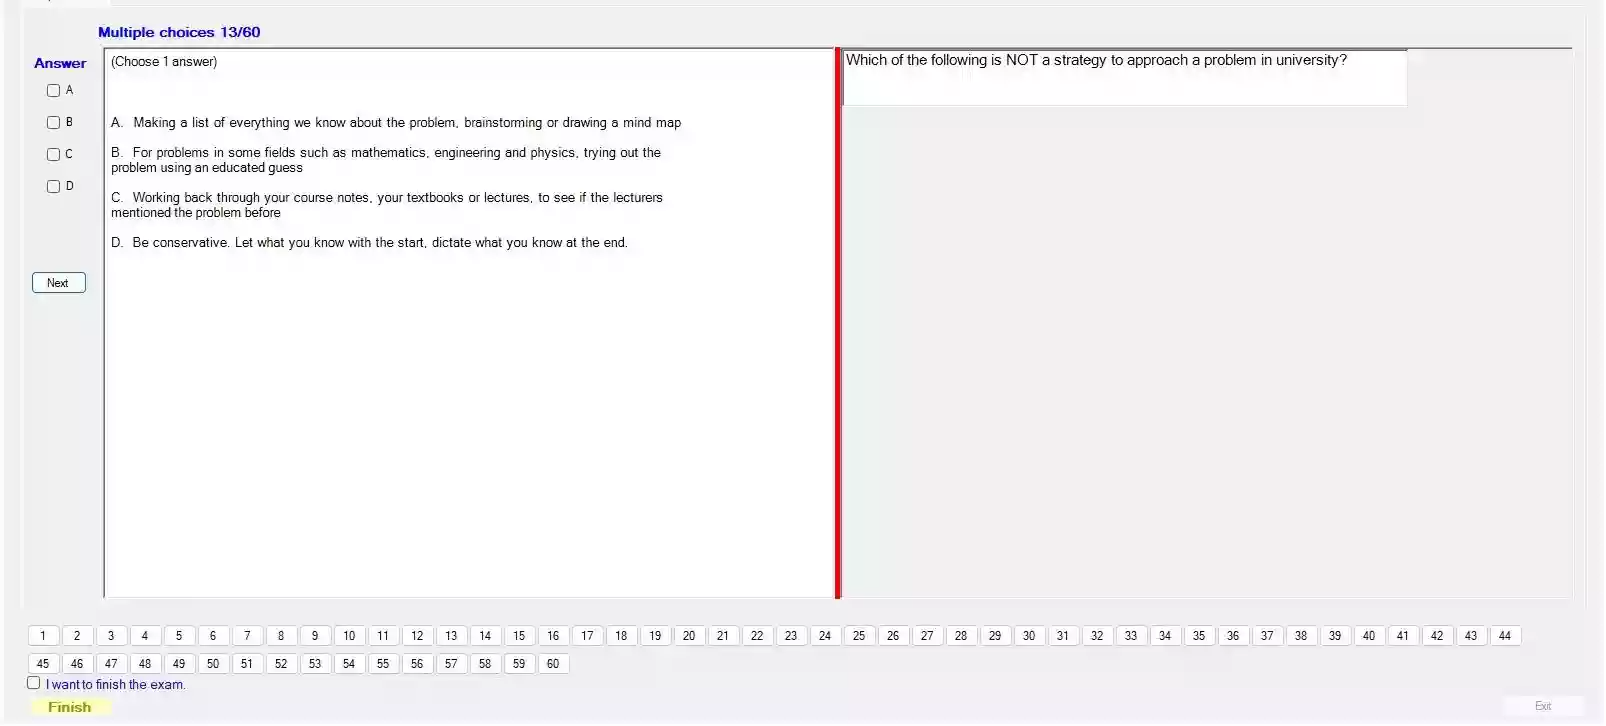 Multiple choices 13/60
Answer
A
B
C
D
Next
(Choose 1 answer)
A. Making a list of everything we know about the problem, brainstorming or drawing a mind map
B. For problems in some fields such as mathematics, engineering and physics, trying out the
problem using an educated guess
C. Working back through your course notes, your textbooks or lectures, to see if the lecturers
mentioned the problem before
D. Be conservative. Let what you know with the start, dictate what you know at the end.
Which of the following is NOT a strategy to approach a problem in university?
1 2 3 4 5 6 7 8 9 10 11 12 13 14 15 16 17 18 19 20 21 22 23 24 25 26 27 28 29 30 31 32 33 34 35 36 37 38 39 40 41 42 43 44
45 46 47 48 49 50 51 52 53 54 55 56 57 58 59 60
I want to finish the exam.
Finish
Exit